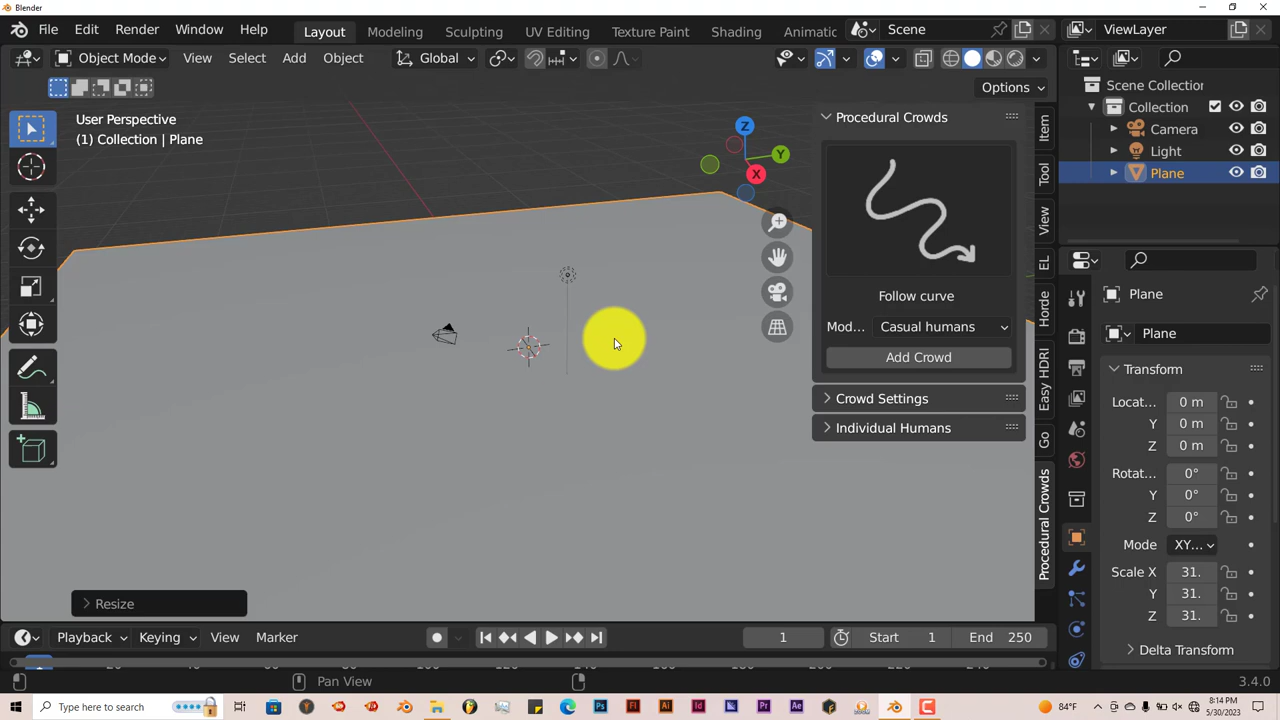 Blender
File Edit Render Window Help Layout Modeling Sculpting UV Editing Texture Paint Shading Animatic Scene ViewLayer
Object Mode View Select Add Object Global
Options
User Perspective
(1) Collection | Plane
Z
Y
X
Procedural Crowds
Follow curve
Mod... Casual humans
Add Crowd
Crowd Settings
Individual Humans
Item
Tool
View
EL
Horde
Easy HDRI
Go
Procedural Crowds
Scene Collection
Collection
Camera
Light
Plane
Plane
Plane
Transform
Locat... 0 m
Y 0 m
Z 0 m
Rotat... 0°
Y 0°
Z 0°
Mode XY...
Scale X 31.
Y 31.
Z 31.
Delta Transform
Resize
Playback Keying View Marker 1 Start 1 End 250
Pan View 3.4.0
Type here to search 84°F 8:14 PM
5/30/2023